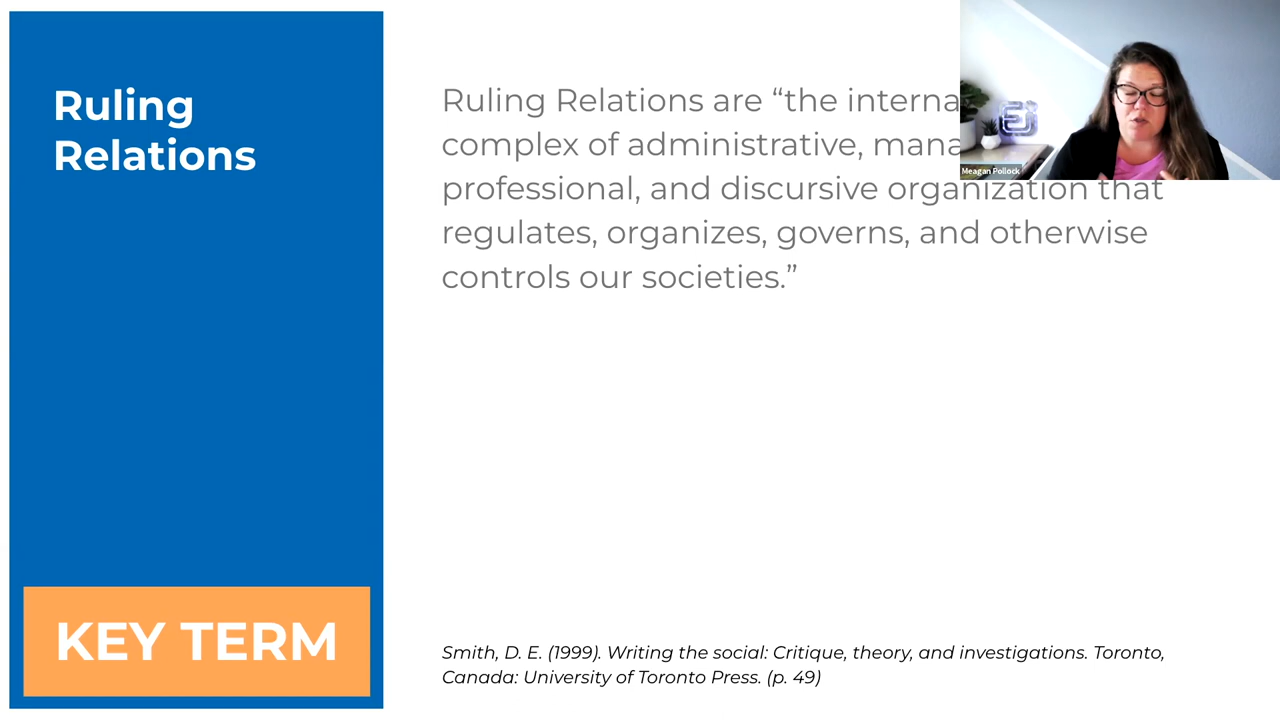 Ruling
Relations
Ruling Relations are “the
complex of administrative,
professional, and discursive organization that
regulates, organizes, governs, and otherwise
controls our societies.”
Meagan Pollock
KEY TERM
Smith, D. E. (1999). Writing the social: Critique, theory, and investigations. Toronto,
Canada: University of Toronto Press. (p. 49)